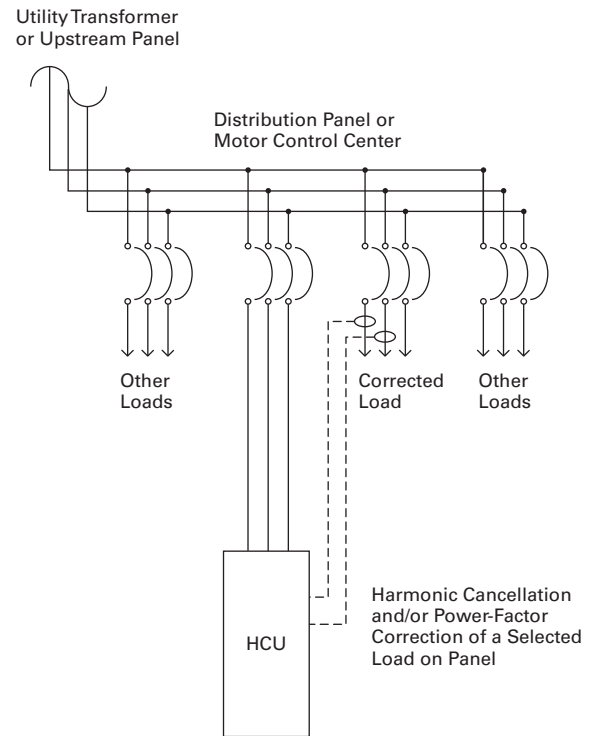 Utility Transformer
or Upstream Panel
Distribution Panel or
Motor Control Center
Other
Loads
Corrected
Load
Other
Loads
HCU
Harmonic Cancellation
and/or Power-Factor
Correction of a Selected
Load on Panel